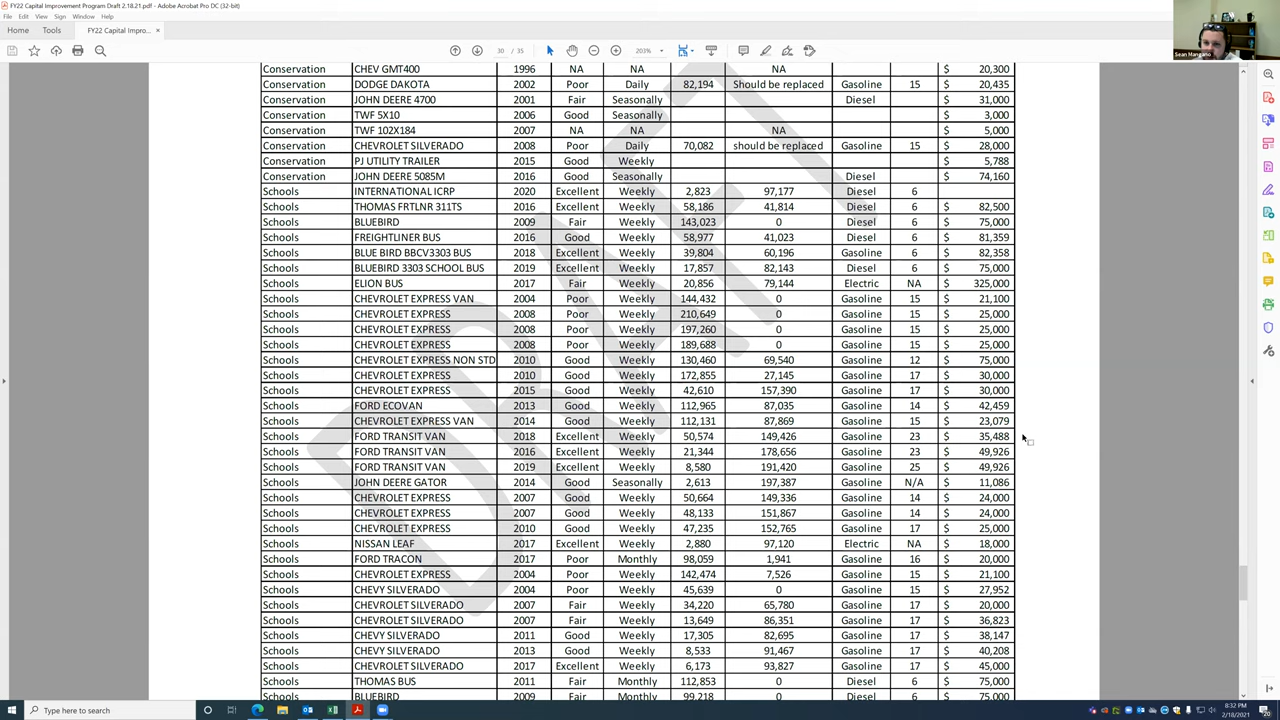 FY22 Capital Improvement Program Draft 2.18.21.pdf - Adobe Acrobat Pro DC (32-bit)
File Edit View Sign Window Help
Home Tools FY22 Capital Impro... ×
30 / 35 203%
Sean Mangano
Conservation CHEV GMT400 1996 NA NA NA $ 20,300
Conservation DODGE DAKOTA 2002 Poor Daily 82,194 Should be replaced Gasoline 15 $ 20,435
Conservation JOHN DEERE 4700 2001 Fair Seasonally Diesel $ 31,000
Conservation TWF 5X10 2006 Good Seasonally $ 3,000
Conservation TWF 102X184 2007 NA NA NA $ 5,000
Conservation CHEVROLET SILVERADO 2008 Poor Daily 70,082 should be replaced Gasoline 15 $ 28,000
Conservation PJ UTILITY TRAILER 2015 Good Weekly $ 5,788
Conservation JOHN DEERE 5085M 2016 Good Seasonally Diesel $ 74,160
Schools INTERNATIONAL ICRP 2020 Excellent Weekly 2,823 97,177 Diesel 6
Schools THOMAS FRTLNR 311TS 2016 Excellent Weekly 58,186 41,814 Diesel 6 $ 82,500
Schools BLUEBIRD 2009 Fair Weekly 143,023 0 Diesel 6 $ 75,000
Schools FREIGHTLINER BUS 2016 Good Weekly 58,977 41,023 Diesel 6 $ 81,359
Schools BLUE BIRD BBCV3303 BUS 2018 Excellent Weekly 39,804 60,196 Gasoline 6 $ 82,358
Schools BLUEBIRD 3303 SCHOOL BUS 2019 Excellent Weekly 17,857 82,143 Diesel 6 $ 75,000
Schools ELION BUS 2017 Fair Weekly 20,856 79,144 Electric NA $ 325,000
Schools CHEVROLET EXPRESS VAN 2004 Poor Weekly 144,432 0 Gasoline 15 $ 21,100
Schools CHEVROLET EXPRESS 2008 Poor Weekly 210,649 0 Gasoline 15 $ 25,000
Schools CHEVROLET EXPRESS 2008 Poor Weekly 197,260 0 Gasoline 15 $ 25,000
Schools CHEVROLET EXPRESS 2008 Poor Weekly 189,688 0 Gasoline 15 $ 25,000
Schools CHEVROLET EXPRESS NON STD 2010 Good Weekly 130,460 69,540 Gasoline 12 $ 75,000
Schools CHEVROLET EXPRESS 2010 Good Weekly 172,855 27,145 Gasoline 17 $ 30,000
Schools CHEVROLET EXPRESS 2015 Good Weekly 42,610 157,390 Gasoline 17 $ 30,000
Schools FORD ECOVAN 2013 Good Weekly 112,965 87,035 Gasoline 14 $ 42,459
Schools CHEVROLET EXPRESS VAN 2014 Good Weekly 112,131 87,869 Gasoline 15 $ 23,079
Schools FORD TRANSIT VAN 2018 Excellent Weekly 50,574 149,426 Gasoline 23 $ 35,488
Schools FORD TRANSIT VAN 2016 Excellent Weekly 21,344 178,656 Gasoline 23 $ 49,926
Schools FORD TRANSIT VAN 2019 Excellent Weekly 8,580 191,420 Gasoline 25 $ 49,926
Schools JOHN DEERE GATOR 2014 Good Seasonally 2,613 197,387 Gasoline N/A $ 11,086
Schools CHEVROLET EXPRESS 2007 Good Weekly 50,664 149,336 Gasoline 14 $ 24,000
Schools CHEVROLET EXPRESS 2007 Good Weekly 48,133 151,867 Gasoline 14 $ 24,000
Schools CHEVROLET EXPRESS 2010 Good Weekly 47,235 152,765 Gasoline 17 $ 25,000
Schools NISSAN LEAF 2017 Excellent Weekly 2,880 97,120 Electric NA $ 18,000
Schools FORD TRACON 2017 Poor Monthly 98,059 1,941 Gasoline 16 $ 20,000
Schools CHEVROLET EXPRESS 2004 Poor Weekly 142,474 7,526 Gasoline 15 $ 21,100
Schools CHEVY SILVERADO 2004 Poor Weekly 45,639 0 Gasoline 15 $ 27,952
Schools CHEVROLET SILVERADO 2007 Fair Weekly 34,220 65,780 Gasoline 17 $ 20,000
Schools CHEVROLET SILVERADO 2007 Fair Weekly 13,649 86,351 Gasoline 17 $ 36,823
Schools CHEVY SILVERADO 2011 Good Weekly 17,305 82,695 Gasoline 17 $ 38,147
Schools CHEVY SILVERADO 2013 Good Weekly 8,533 91,467 Gasoline 17 $ 40,208
Schools CHEVROLET SILVERADO 2017 Excellent Weekly 6,173 93,827 Gasoline 17 $ 45,000
Schools THOMAS BUS 2011 Fair Monthly 112,853 0 Diesel 6 $ 75,000
Schools BLUEBIRD 2009 Fair Monthly 99,218 0 Diesel 6 $ 75,000
DRAFT
Type here to search
8:32 PM
2/18/2021